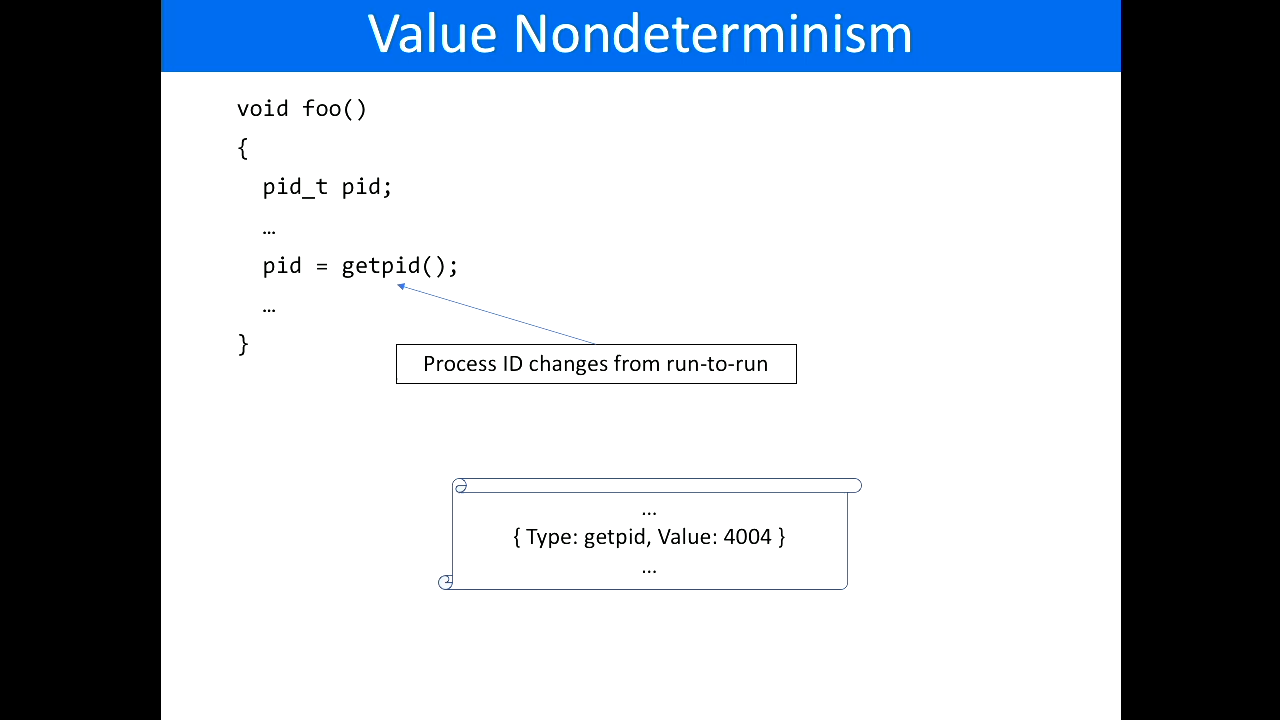 Value Nondeterminism
void foo()
{
pid_t pid;
…
pid = getpid();
…
}
Process ID changes from run-to-run
…
{ Type: getpid, Value: 4004 }
…